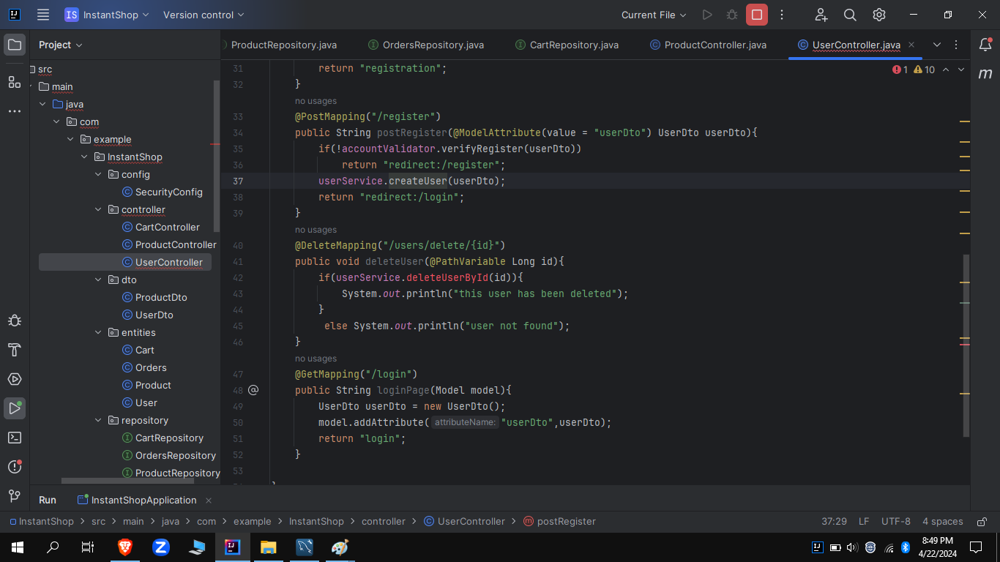 IS InstantShop Version control Current File
Project
ProductRepository.java OrdersRepository.java CartRepository.java ProductController.java UserController.java
src
main
java
com
example
InstantShop
config
SecurityConfig
controller
CartController
ProductController
UserController
dto
ProductDto
UserDto
entities
Cart
Orders
Product
User
repository
CartRepository
OrdersRepository
ProductRepository
1 10
31 return "registration";
32 }
no usages
33 @PostMapping("/register")
34 public String postRegister(@ModelAttribute(value = "userDto") UserDto userDto){
35 if(!accountValidator.verifyRegister(userDto))
36 return "redirect:/register";
37 userService.createUser(userDto);
38 return "redirect:/login";
39 }
no usages
40 @DeleteMapping("/users/delete/{id}")
41 public void deleteUser(@PathVariable Long id){
42 if(userService.deleteUserById(id)){
43 System.out.println("this user has been deleted");
44 }
45 else System.out.println("user not found");
46 }
no usages
47 @GetMapping("/login")
48 public String loginPage(Model model){
49 UserDto userDto = new UserDto();
50 model.addAttribute( attributeName: "userDto",userDto);
51 return "login";
52 }
53
m
Run InstantShopApplication
InstantShop > src > main > java > com > example > InstantShop > controller > UserController > postRegister 37:29 LF UTF-8 4 spaces
8:49 PM
4/22/2024